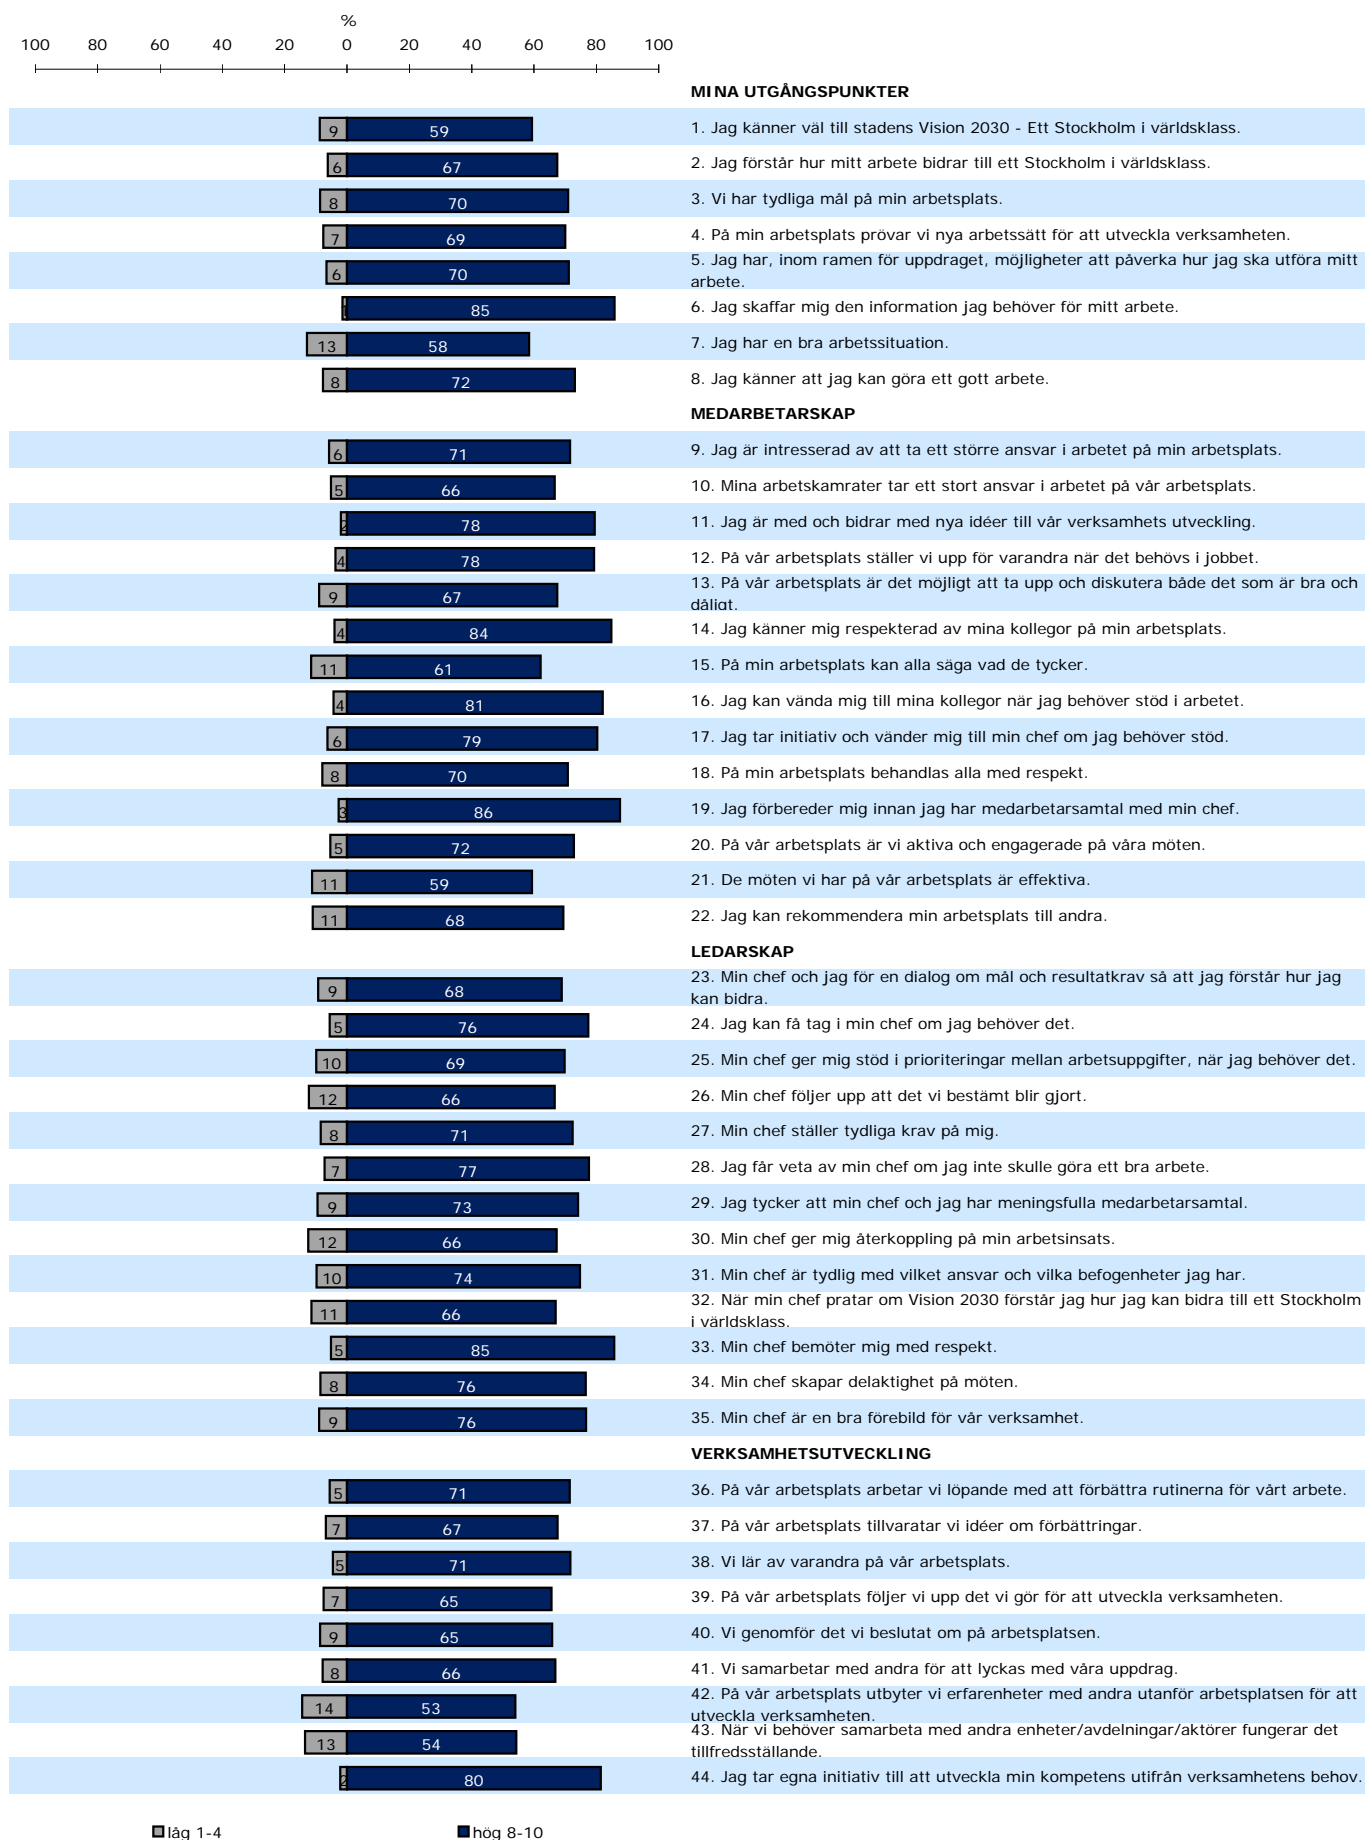 %
100 80 60 40 20 0 20 40 60 80 100
MINA UTGÅNGSPUNKTER
9 59 1. Jag känner väl till stadens Vision 2030 - Ett Stockholm i världsklass.
6 67 2. Jag förstår hur mitt arbete bidrar till ett Stockholm i världsklass.
8 70 3. Vi har tydliga mål på min arbetsplats.
7 69 4. På min arbetsplats prövar vi nya arbetssätt för att utveckla verksamheten.
6 70 5. Jag har, inom ramen för uppdraget, möjligheter att påverka hur jag ska utföra mitt
arbete.
1 85 6. Jag skaffar mig den information jag behöver för mitt arbete.
13 58 7. Jag har en bra arbetssituation.
8 72 8. Jag känner att jag kan göra ett gott arbete.
MEDARBETARSKAP
6 71 9. Jag är intresserad av att ta ett större ansvar i arbetet på min arbetsplats.
5 66 10. Mina arbetskamrater tar ett stort ansvar i arbetet på vår arbetsplats.
2 78 11. Jag är med och bidrar med nya idéer till vår verksamhets utveckling.
4 78 12. På vår arbetsplats ställer vi upp för varandra när det behövs i jobbet.
9 67 13. På vår arbetsplats är det möjligt att ta upp och diskutera både det som är bra och
dåligt.
4 84 14. Jag känner mig respekterad av mina kollegor på min arbetsplats.
11 61 15. På min arbetsplats kan alla säga vad de tycker.
4 81 16. Jag kan vända mig till mina kollegor när jag behöver stöd i arbetet.
6 79 17. Jag tar initiativ och vänder mig till min chef om jag behöver stöd.
8 70 18. På min arbetsplats behandlas alla med respekt.
3 86 19. Jag förbereder mig innan jag har medarbetarsamtal med min chef.
5 72 20. På vår arbetsplats är vi aktiva och engagerade på våra möten.
11 59 21. De möten vi har på vår arbetsplats är effektiva.
11 68 22. Jag kan rekommendera min arbetsplats till andra.
LEDARSKAP
9 68 23. Min chef och jag för en dialog om mål och resultatkrav så att jag förstår hur jag
kan bidra.
5 76 24. Jag kan få tag i min chef om jag behöver det.
10 69 25. Min chef ger mig stöd i prioriteringar mellan arbetsuppgifter, när jag behöver det.
12 66 26. Min chef följer upp att det vi bestämt blir gjort.
8 71 27. Min chef ställer tydliga krav på mig.
7 77 28. Jag får veta av min chef om jag inte skulle göra ett bra arbete.
9 73 29. Jag tycker att min chef och jag har meningsfulla medarbetarsamtal.
12 66 30. Min chef ger mig återkoppling på min arbetsinsats.
10 74 31. Min chef är tydlig med vilket ansvar och vilka befogenheter jag har.
11 66 32. När min chef pratar om Vision 2030 förstår jag hur jag kan bidra till ett Stockholm
i världsklass.
5 85 33. Min chef bemöter mig med respekt.
8 76 34. Min chef skapar delaktighet på möten.
9 76 35. Min chef är en bra förebild för vår verksamhet.
VERKSAMHETSUTVECKLING
5 71 36. På vår arbetsplats arbetar vi löpande med att förbättra rutinerna för vårt arbete.
7 67 37. På vår arbetsplats tillvaratar vi idéer om förbättringar.
5 71 38. Vi lär av varandra på vår arbetsplats.
7 65 39. På vår arbetsplats följer vi upp det vi gör för att utveckla verksamheten.
9 65 40. Vi genomför det vi beslutat om på arbetsplatsen.
8 66 41. Vi samarbetar med andra för att lyckas med våra uppdrag.
14 53 42. På vår arbetsplats utbyter vi erfarenheter med andra utanför arbetsplatsen för att
utveckla verksamheten.
13 54 43. När vi behöver samarbeta med andra enheter/avdelningar/aktörer fungerar det
tillfredsställande.
2 80 44. Jag tar egna initiativ till att utveckla min kompetens utifrån verksamhetens behov.
låg 1-4 hög 8-10